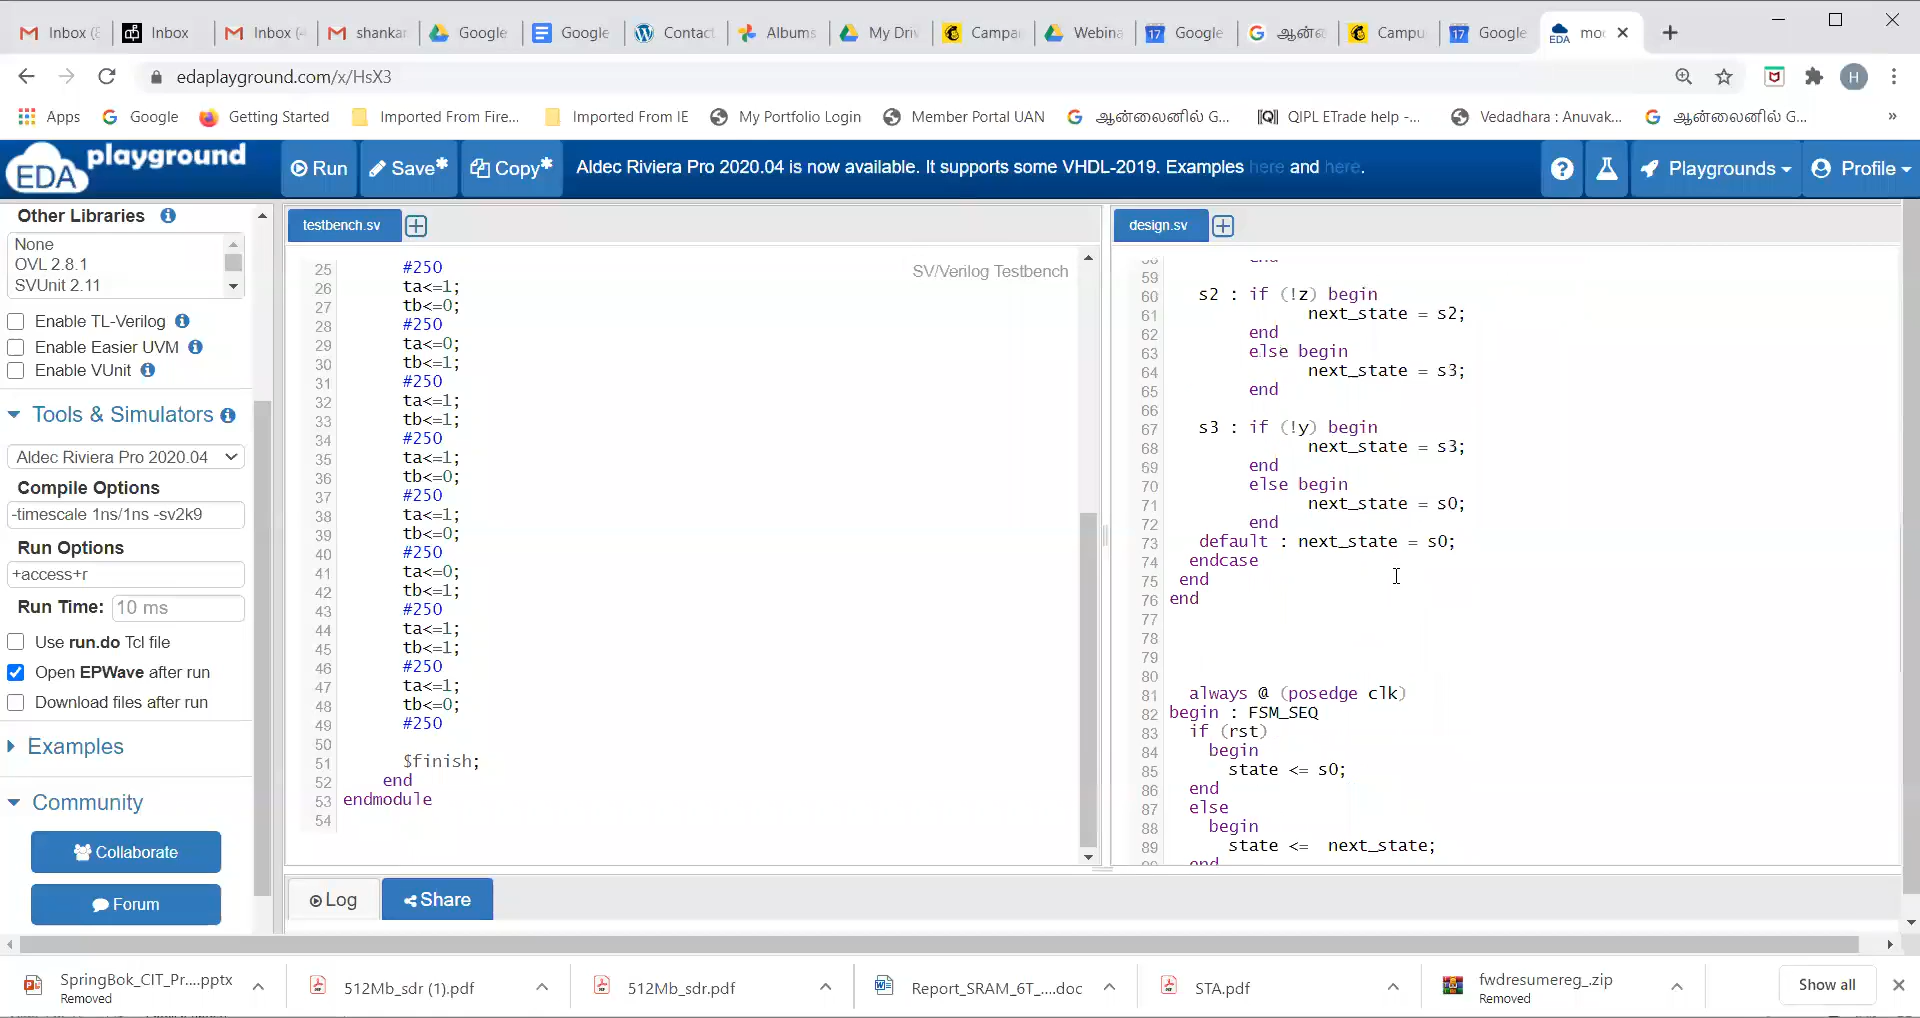 Inbox (8
Inbox
Inbox (4
shankar
Google
Google
Contact
Albums
My Driv
Campai
Webina
Google
ஆன்லை
Campu
Google
mod
edaplayground.com/x/HsX3
H
Apps
Google
Getting Started
Imported From Fire...
Imported From IE
My Portfolio Login
Member Portal UAN
ஆன்லைனில் G...
QIPL ETrade help -...
Vedadhara : Anuvak...
ஆன்லைனில் G...
»
EDA playground
Run
Save*
Copy*
Aldec Riviera Pro 2020.04 is now available. It supports some VHDL-2019. Examples here and here.
Playgrounds
Profile
Other Libraries
None
OVL 2.8.1
SVUnit 2.11
Enable TL-Verilog
Enable Easier UVM
Enable VUnit
Tools & Simulators
Aldec Riviera Pro 2020.04
Compile Options
-timescale 1ns/1ns -sv2k9
Run Options
+access+r
Run Time: 10 ms
Use run.do Tcl file
Open EPWave after run
Download files after run
Examples
Community
Collaborate
Forum
testbench.sv
SV/Verilog Testbench
25 #250
26 ta<=1;
27 tb<=0;
28 #250
29 ta<=0;
30 tb<=1;
31 #250
32 ta<=1;
33 tb<=1;
34 #250
35 ta<=1;
36 tb<=0;
37 #250
38 ta<=1;
39 tb<=0;
40 #250
41 ta<=0;
42 tb<=1;
43 #250
44 ta<=1;
45 tb<=1;
46 #250
47 ta<=1;
48 tb<=0;
49 #250
50
51 $finish;
52 end
53 endmodule
54
design.sv
58 end
59
60 s2 : if (!z) begin
61 next_state = s2;
62 end
63 else begin
64 next_state = s3;
65 end
66
67 s3 : if (!y) begin
68 next_state = s3;
69 end
70 else begin
71 next_state = s0;
72 end
73 default : next_state = s0;
74 endcase
75 end
76 end
77
78
79
80
81 always @ (posedge clk)
82 begin : FSM_SEQ
83 if (rst)
84 begin
85 state <= s0;
86 end
87 else
88 begin
89 state <= next_state;
90 end
Log
Share
SpringBok_CIT_Pr....pptx
Removed
512Mb_sdr (1).pdf
512Mb_sdr.pdf
Report_SRAM_6T_....doc
STA.pdf
fwdresumereg_.zip
Removed
Show all